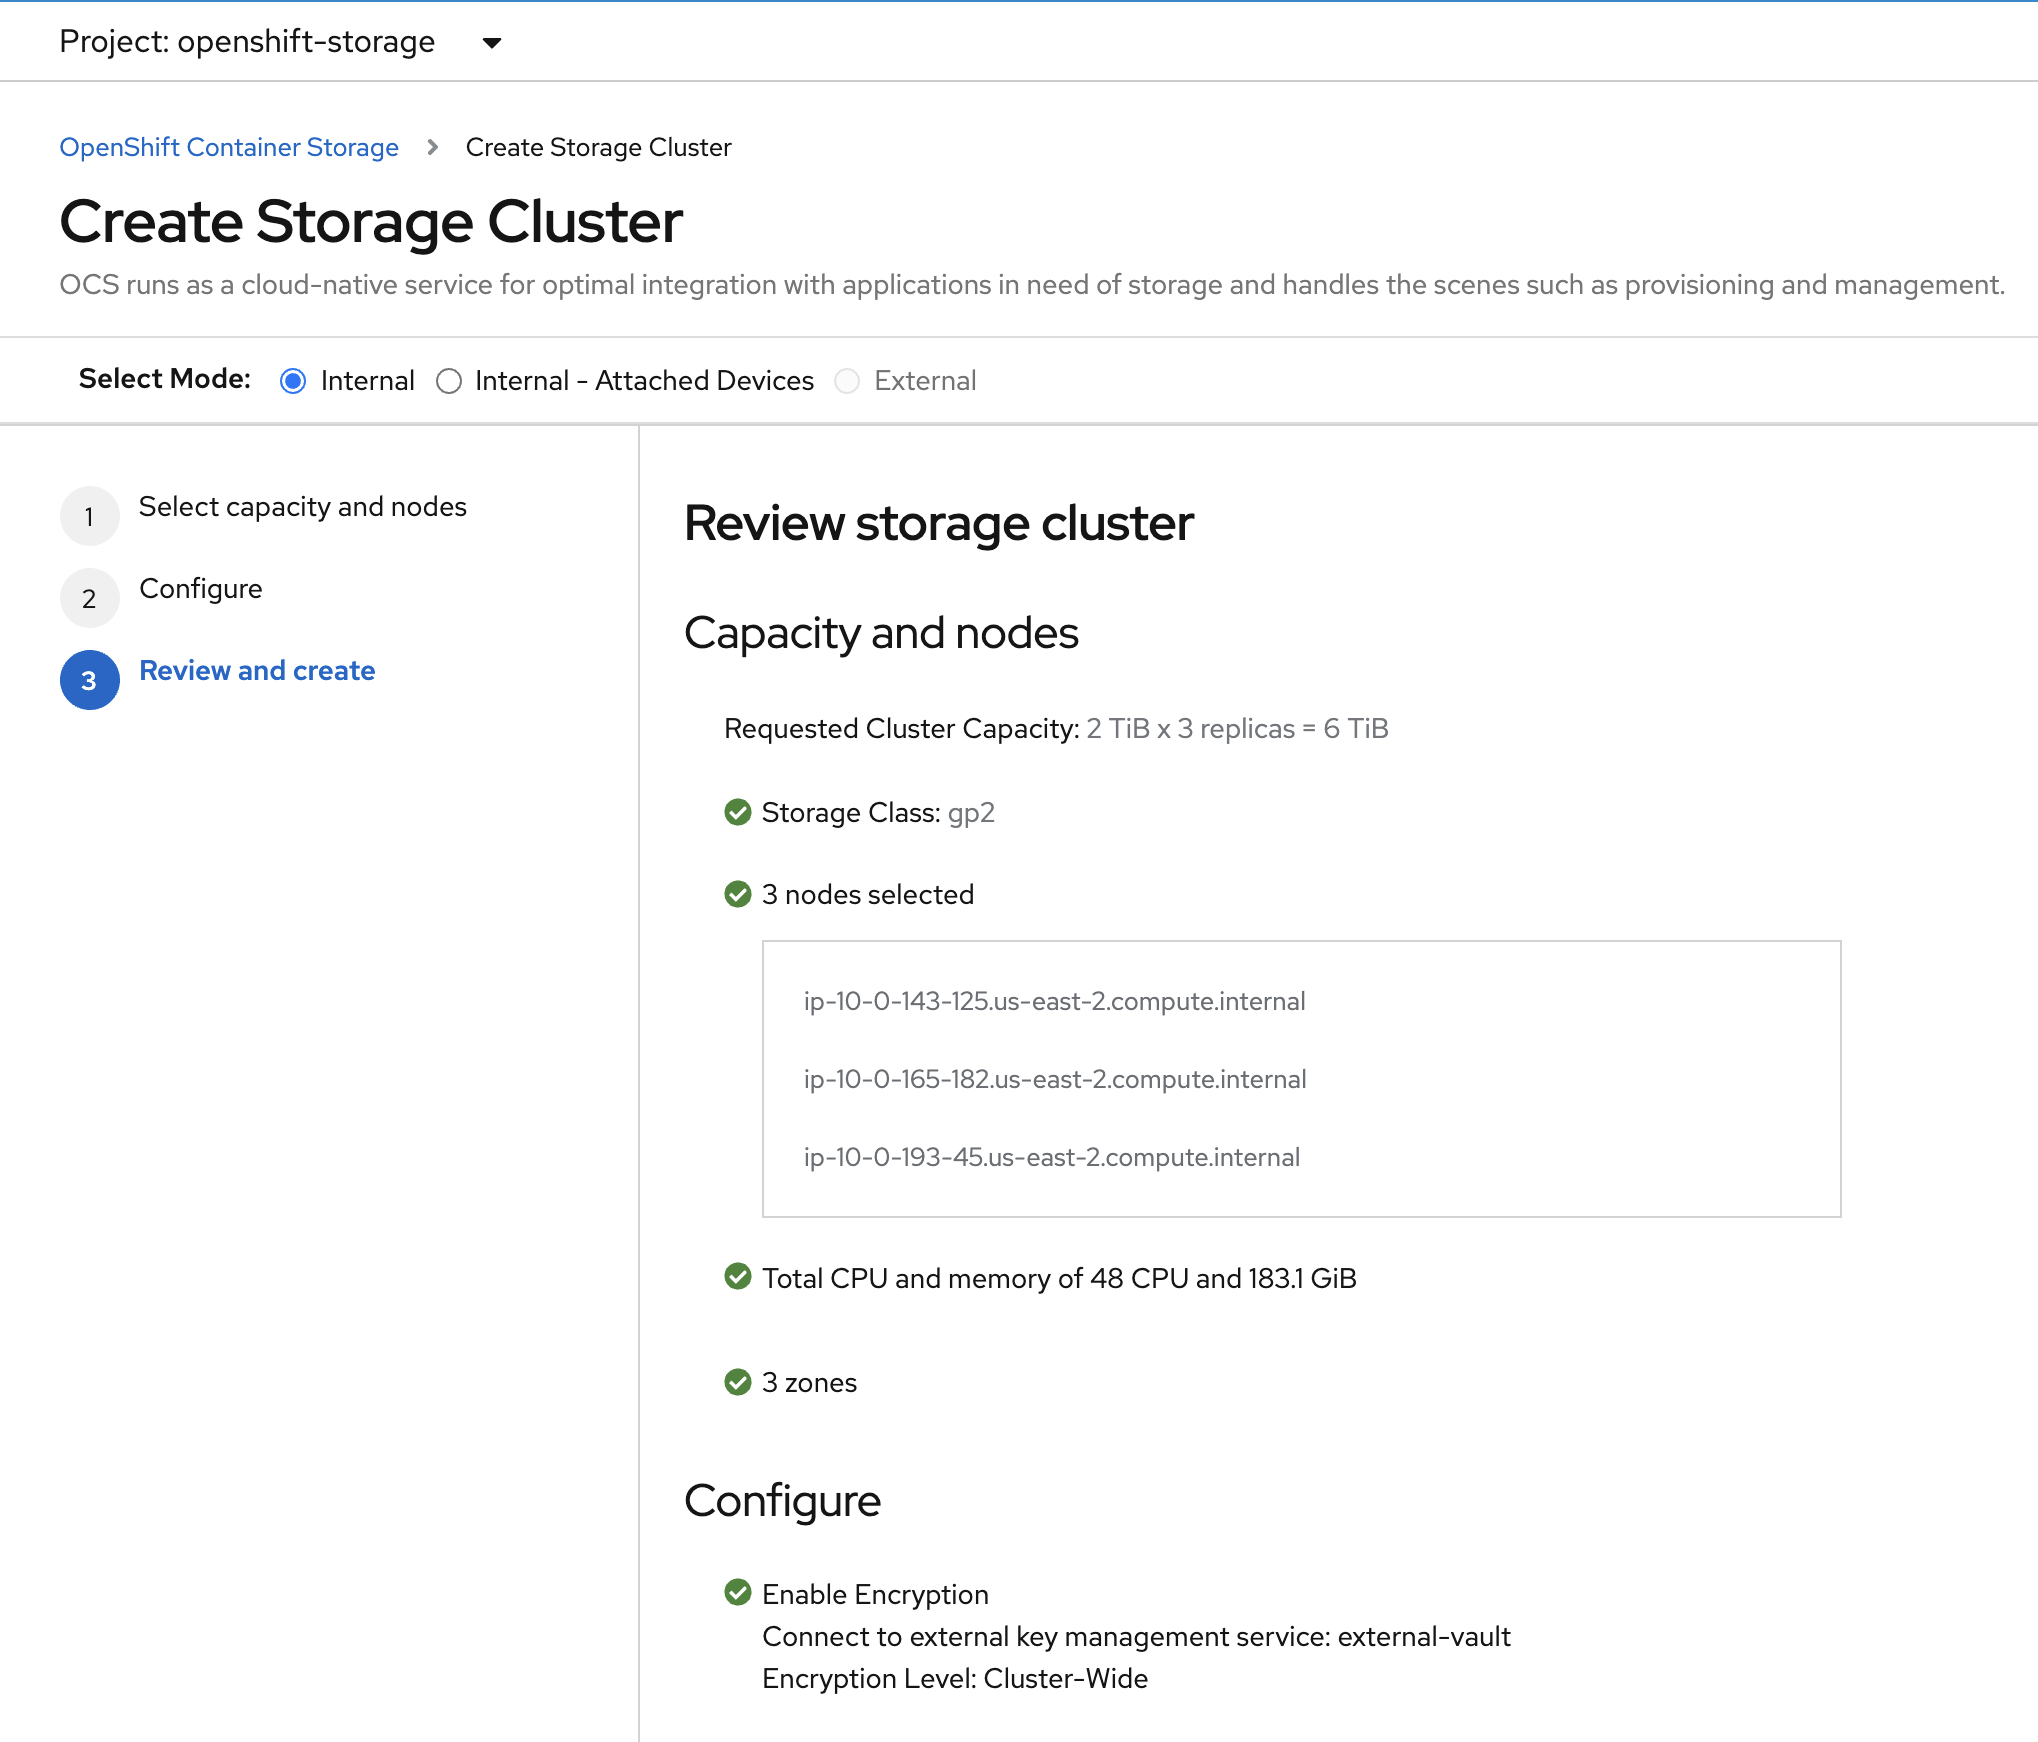 Project: openshift-storage
OpenShift Container Storage > Create Storage Cluster
Create Storage Cluster
OCS runs as a cloud-native service for optimal integration with applications in need of storage and handles the scenes such as provisioning and management.
Select Mode: Internal Internal - Attached Devices External
1 Select capacity and nodes
2 Configure
3 Review and create
Review storage cluster
Capacity and nodes
Requested Cluster Capacity: 2 TiB x 3 replicas = 6 TiB
Storage Class: gp2
3 nodes selected
ip-10-0-143-125.us-east-2.compute.internal
ip-10-0-165-182.us-east-2.compute.internal
ip-10-0-193-45.us-east-2.compute.internal
Total CPU and memory of 48 CPU and 183.1 GiB
3 zones
Configure
Enable Encryption
Connect to external key management service: external-vault
Encryption Level: Cluster-Wide